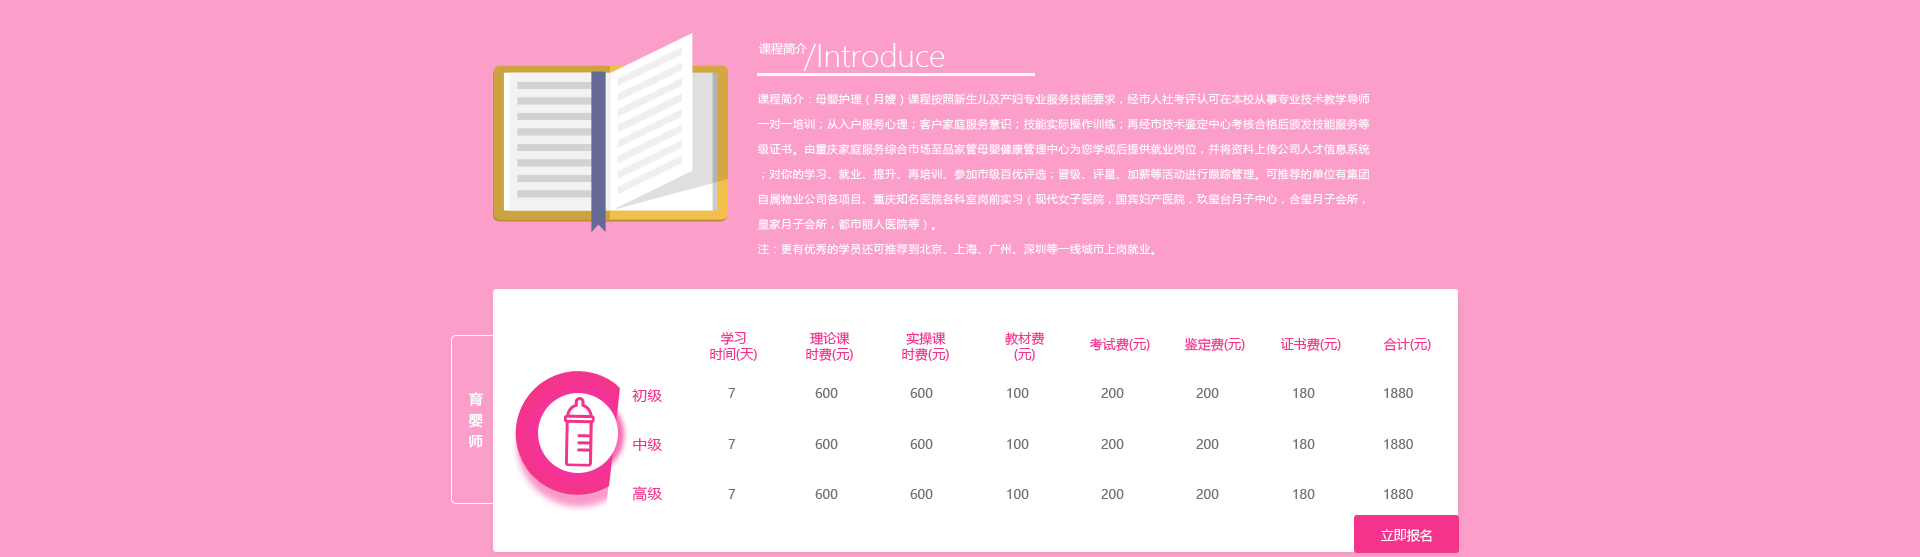 课程简介/Introduce
课程简介：母婴护理（月嫂）课程按照新生儿及产妇专业服务技能要求，经市人社考评认可在本校从事专业技术教学导师
一对一培训；从入户服务心理；客户家庭服务意识；技能实际操作训练；再经市技术鉴定中心考核合格后颁发技能服务等
级证书。由重庆家庭服务综合市场至品家管母婴健康管理中心为您学成后提供就业岗位，并将资料上传公司人才信息系统
；对你的学习、就业、提升、再培训、参加市级百优评选；晋级、评星、加薪等活动进行跟踪管理。可推荐的单位有集团
自属物业公司各项目、重庆知名医院各科室岗前实习（现代女子医院，国宾妇产医院，玖玺台月子中心，合玺月子会所，
皇家月子会所，都市丽人医院等）。
注：更有优秀的学员还可推荐到北京、上海、广州、深圳等一线城市上岗就业。
育婴师
学习 时间(天) 理论课 时费(元) 实操课 时费(元) 教材费 (元) 考试费(元) 鉴定费(元) 证书费(元) 合计(元)
初级 7 600 600 100 200 200 180 1880
中级 7 600 600 100 200 200 180 1880
高级 7 600 600 100 200 200 180 1880
立即报名